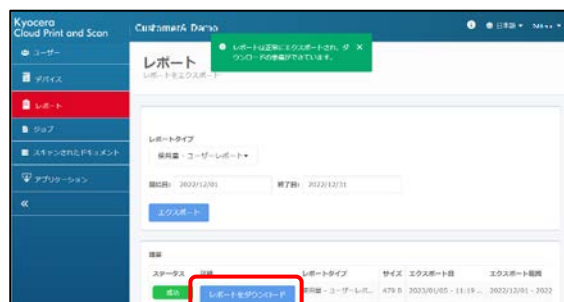 Kyocera
Cloud Print and Scan
CustomerA Demo
日本語
ユーザー
デバイス
レポート
ジョブ
スキャンされたドキュメント
アプリケーション
«
レポートは正常にエクスポートされ、ダ
ウンロードの準備ができています。
レポート
レポートをエクスポート
レポートタイプ
使用量 - ユーザーレポート
開始日: 2022/12/01
終了日: 2022/12/31
エクスポート
ステータス
レポートタイプ
サイズ
エクスポート日
エクスポート範囲
成功
レポートをダウンロード
使用量 - ユーザーレポ...
479 B
2023/01/05 - 11:19 ...
2022/12/01 - 2022